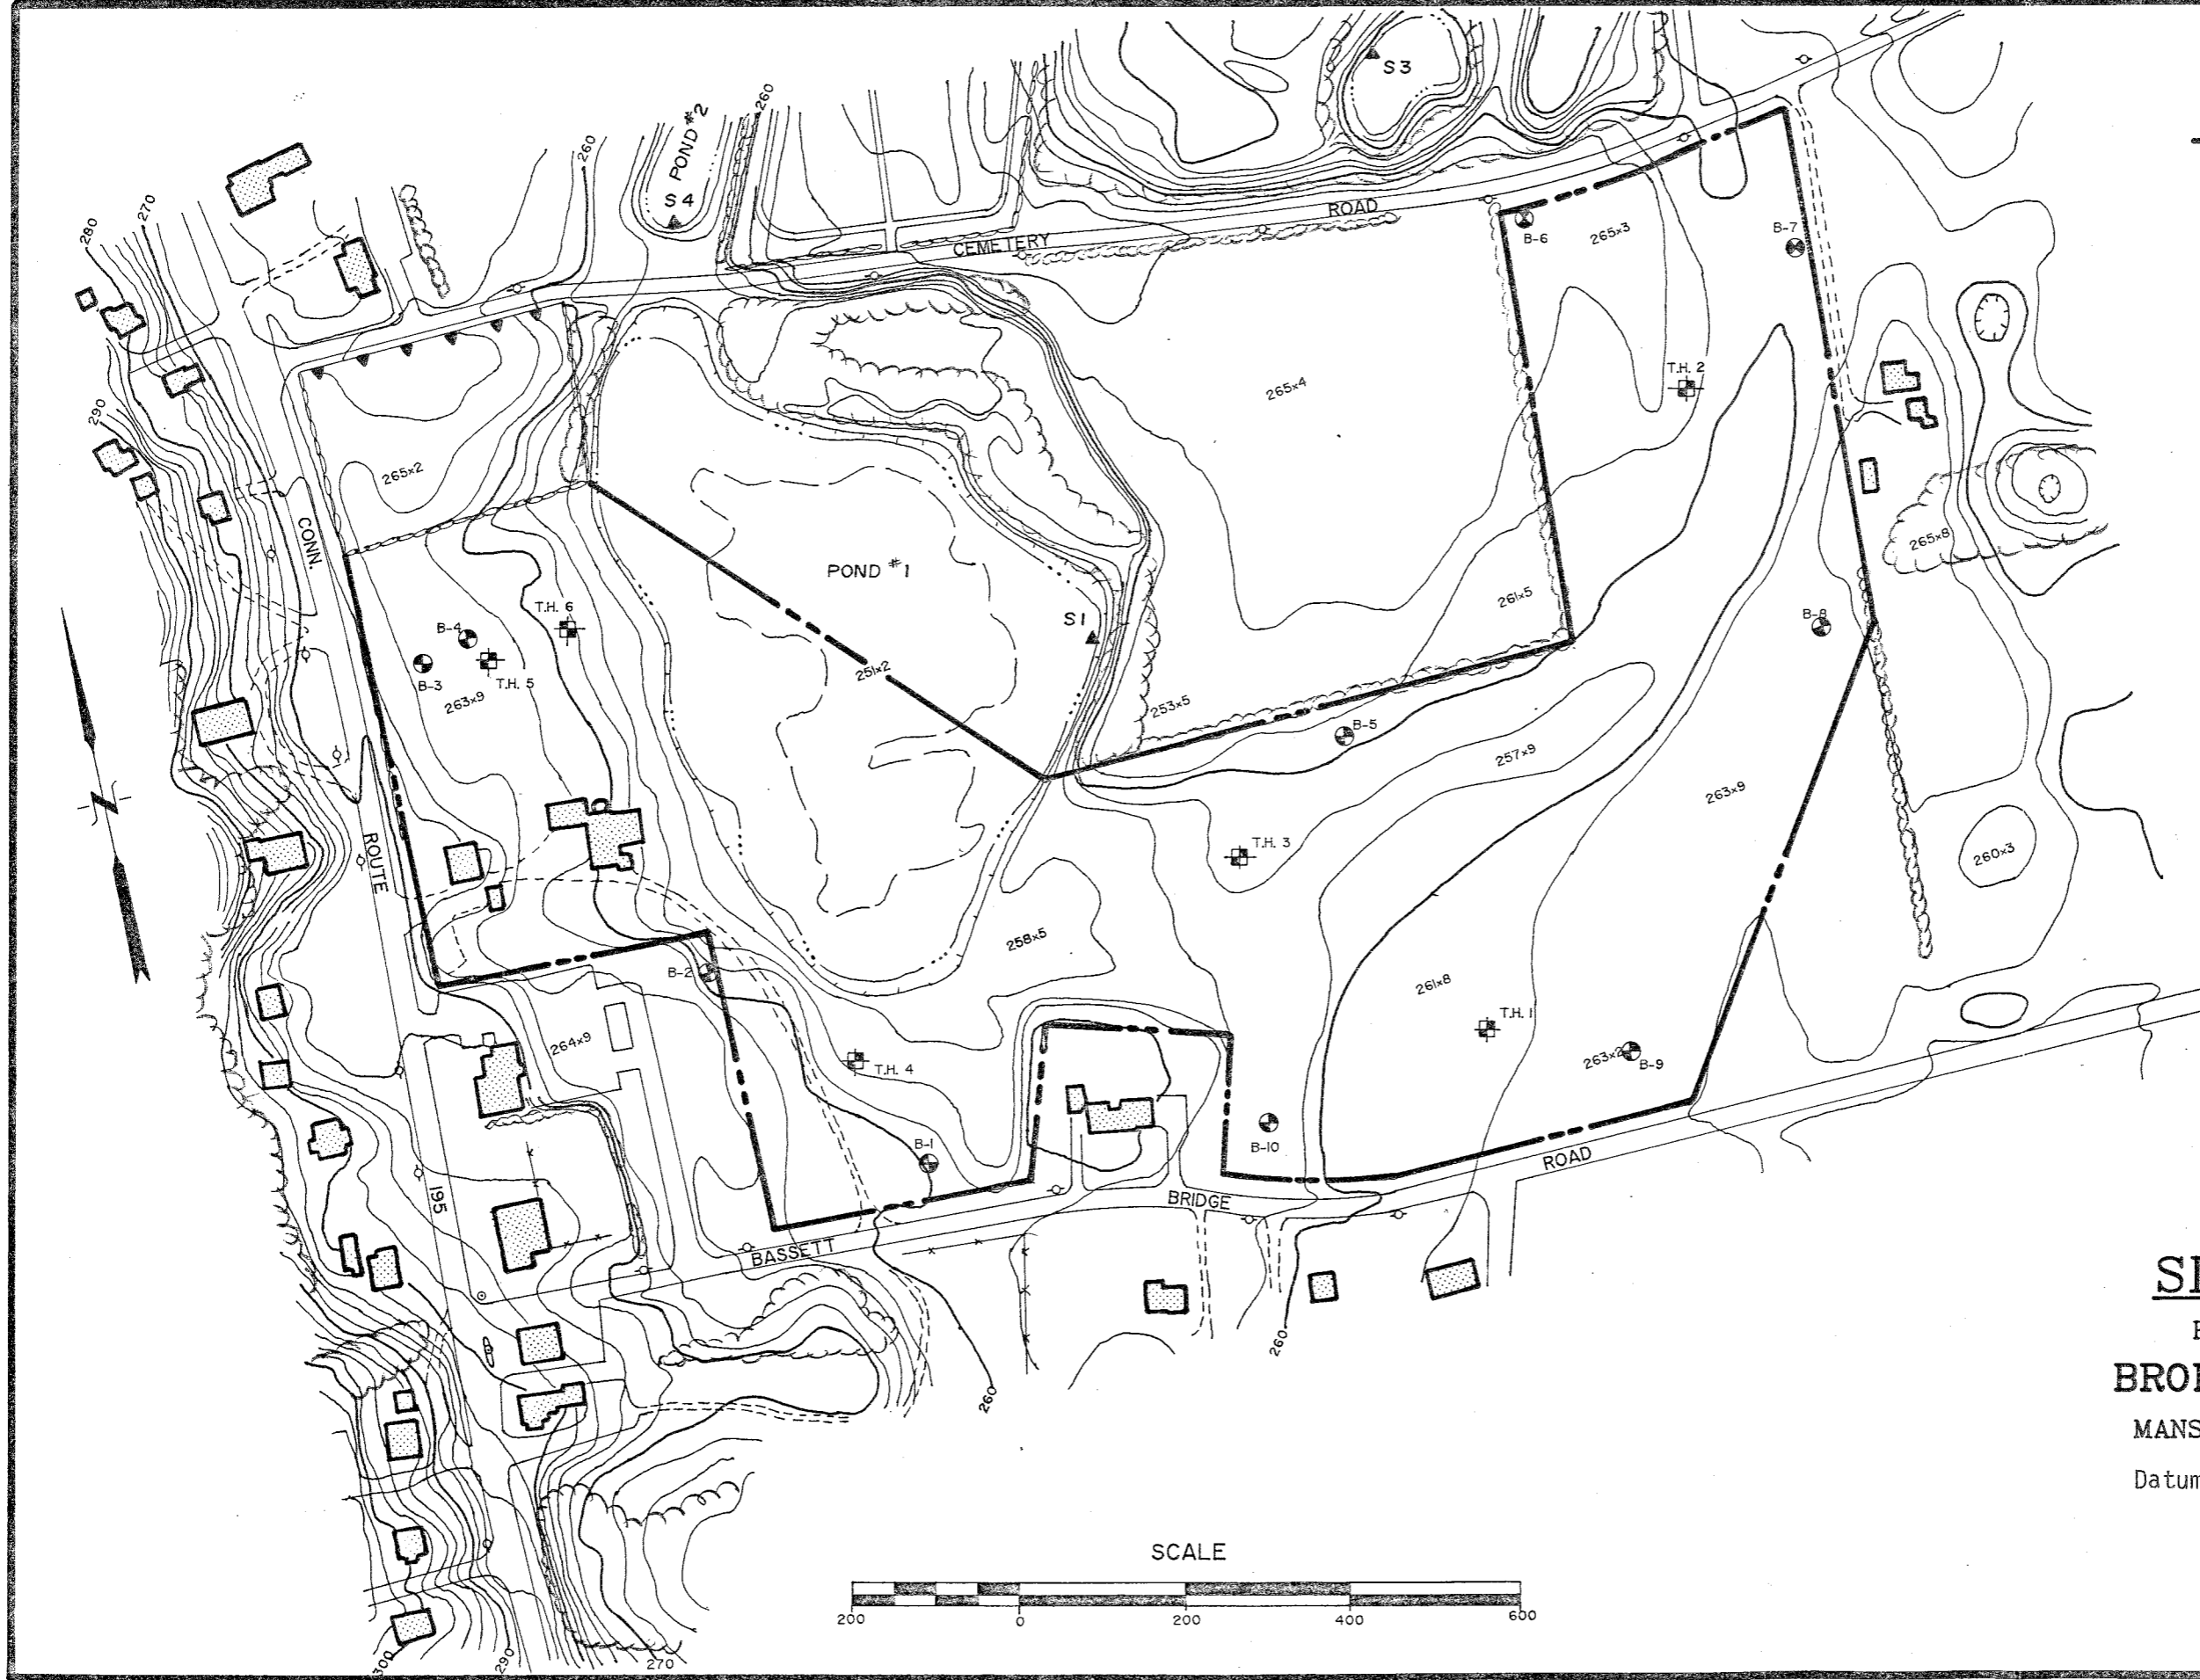 260
POND #2
S4
260
S3
280
270
290
CEMETERY
ROAD
B-6
265x3
B-7
T.H. 2
265x4
265x2
CONN.
265x8
POND #1
261x5
T.H. 6
B-4
B-3
T.H. 5
263x9
S1
B-8
251x2
253x5
B-5
257x9
263x9
ROUTE
T.H. 3
260x3
258x5
B-2
261x8
264x9
T.H. 4
T.H. 1
263x2
B-9
B-1
B-10
195
BASSETT
BRIDGE
ROAD
260
260
MANS
Datum
SCALE
200
0
200
400
600
300
290
270